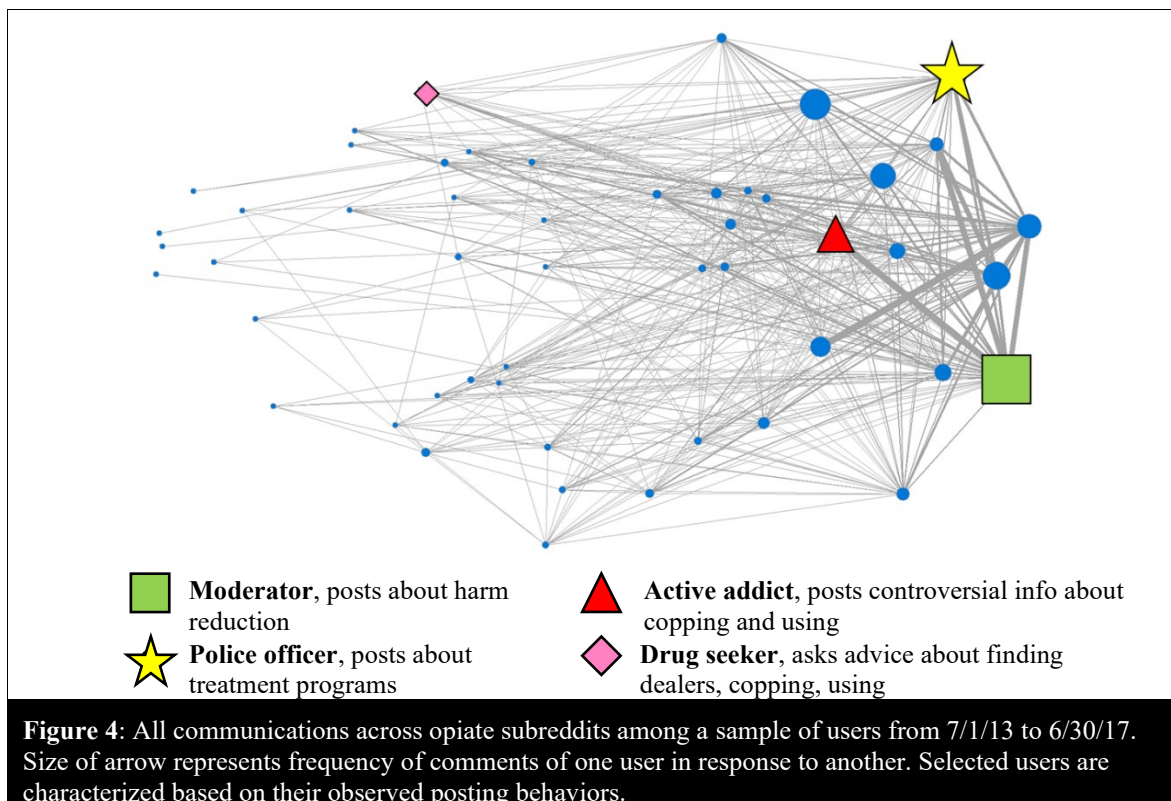 Moderator, posts about harm
reduction
Active addict, posts controversial info about
copping and using
Police officer, posts about
treatment programs
Drug seeker, asks advice about finding
dealers, copping, using
Figure 4: All communications across opiate subreddits among a sample of users from 7/1/13 to 6/30/17.
Size of arrow represents frequency of comments of one user in response to another. Selected users are
characterized based on their observed posting behaviors.